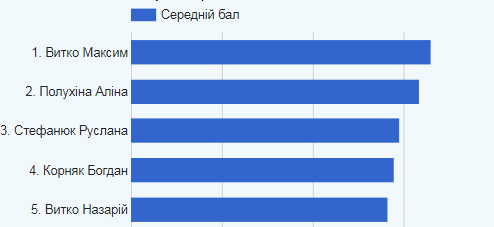 Середній бал
1. Витко Максим
2. Полухіна Аліна
3. Стефанюк Руслана
4. Корняк Богдан
5. Витко Назарій